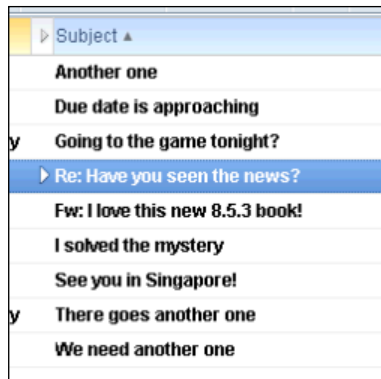 Subject
Another one
Due date is approaching
y Going to the game tonight?
Re: Have you seen the news?
Fw: I love this new 8.5.3 book!
I solved the mystery
See you in Singapore!
y There goes another one
We need another one